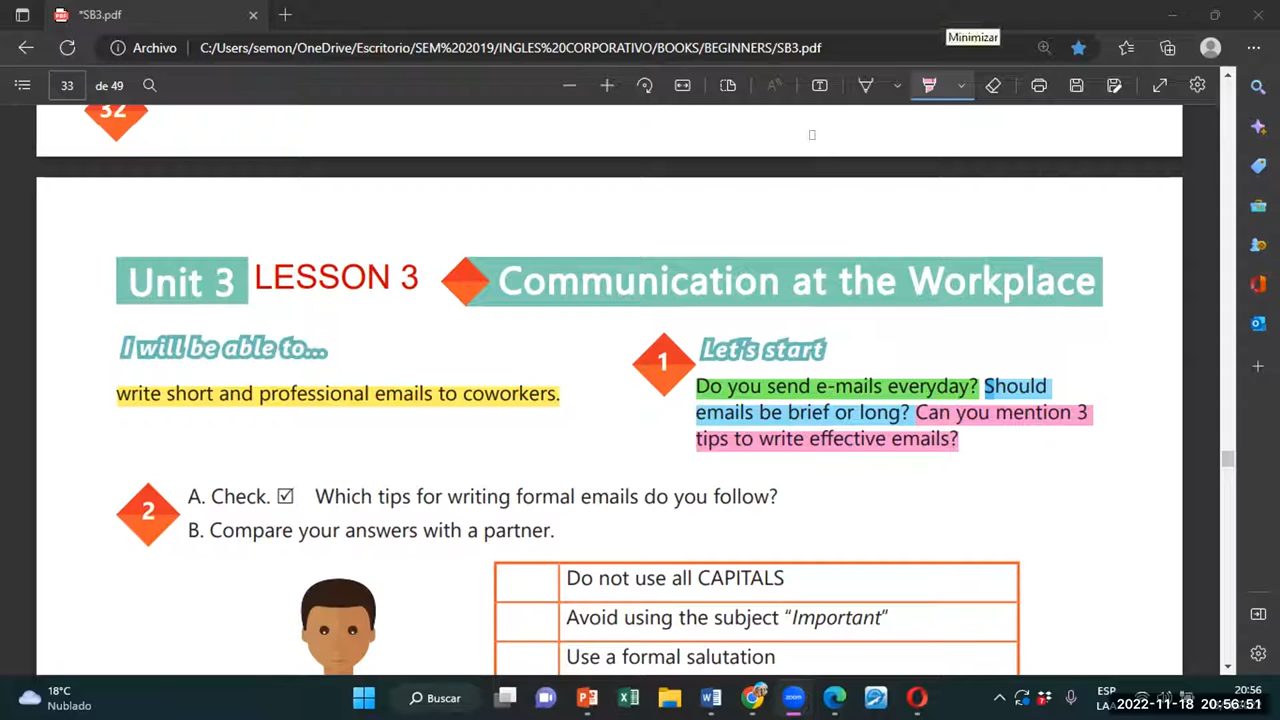 *SB3.pdf
Minimizar
Archivo
C:/Users/semon/OneDrive/Escritorio/SEM%202019/INGLES%20CORPORATIVO/BOOKS/BEGINNERS/SB3.pdf
33
de 49
32
Unit 3
LESSON 3
Communication at the Workplace
I will be able to...
write short and professional emails to coworkers.
1
Let's start
Do you send e-mails everyday? Should
emails be brief or long? Can you mention 3
tips to write effective emails?
2
A. Check. ☑ Which tips for writing formal emails do you follow?
B. Compare your answers with a partner.
Do not use all CAPITALS
Avoid using the subject “Important”
Use a formal salutation
18°C
Nublado
Buscar
zoom
ESP
LAA
20:56
2022-11-18 20:56:51